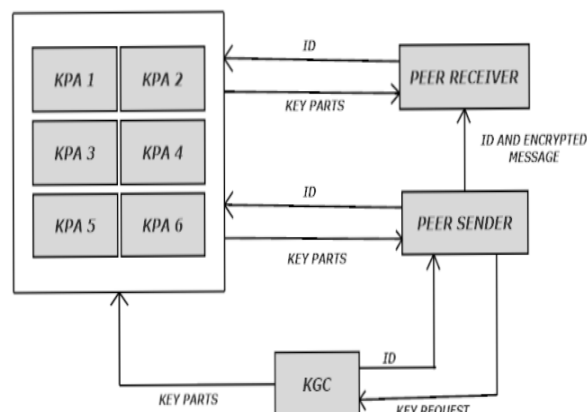 ID
KPA 1 KPA 2
PEER RECEIVER
KEY PARTS
ID AND ENCRYPTED
MESSAGE
KPA 3 KPA 4
ID
KPA 5 KPA 6
PEER SENDER
KEY PARTS
KGC
ID
KEY PARTS
KEY REQUEST